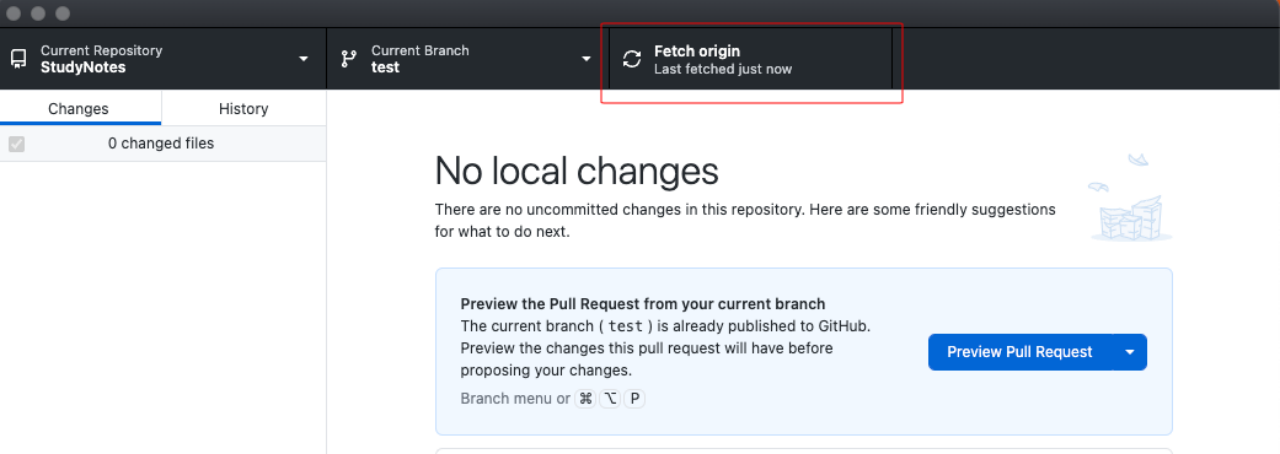 Current Repository
StudyNotes
Current Branch
test
Fetch origin
Last fetched just now
Changes
History
0 changed files
No local changes
There are no uncommitted changes in this repository. Here are some friendly suggestions
for what to do next.
Preview the Pull Request from your current branch
The current branch ( test ) is already published to GitHub.
Preview the changes this pull request will have before
proposing your changes.
Branch menu or ⌘ ⌥ P
Preview Pull Request